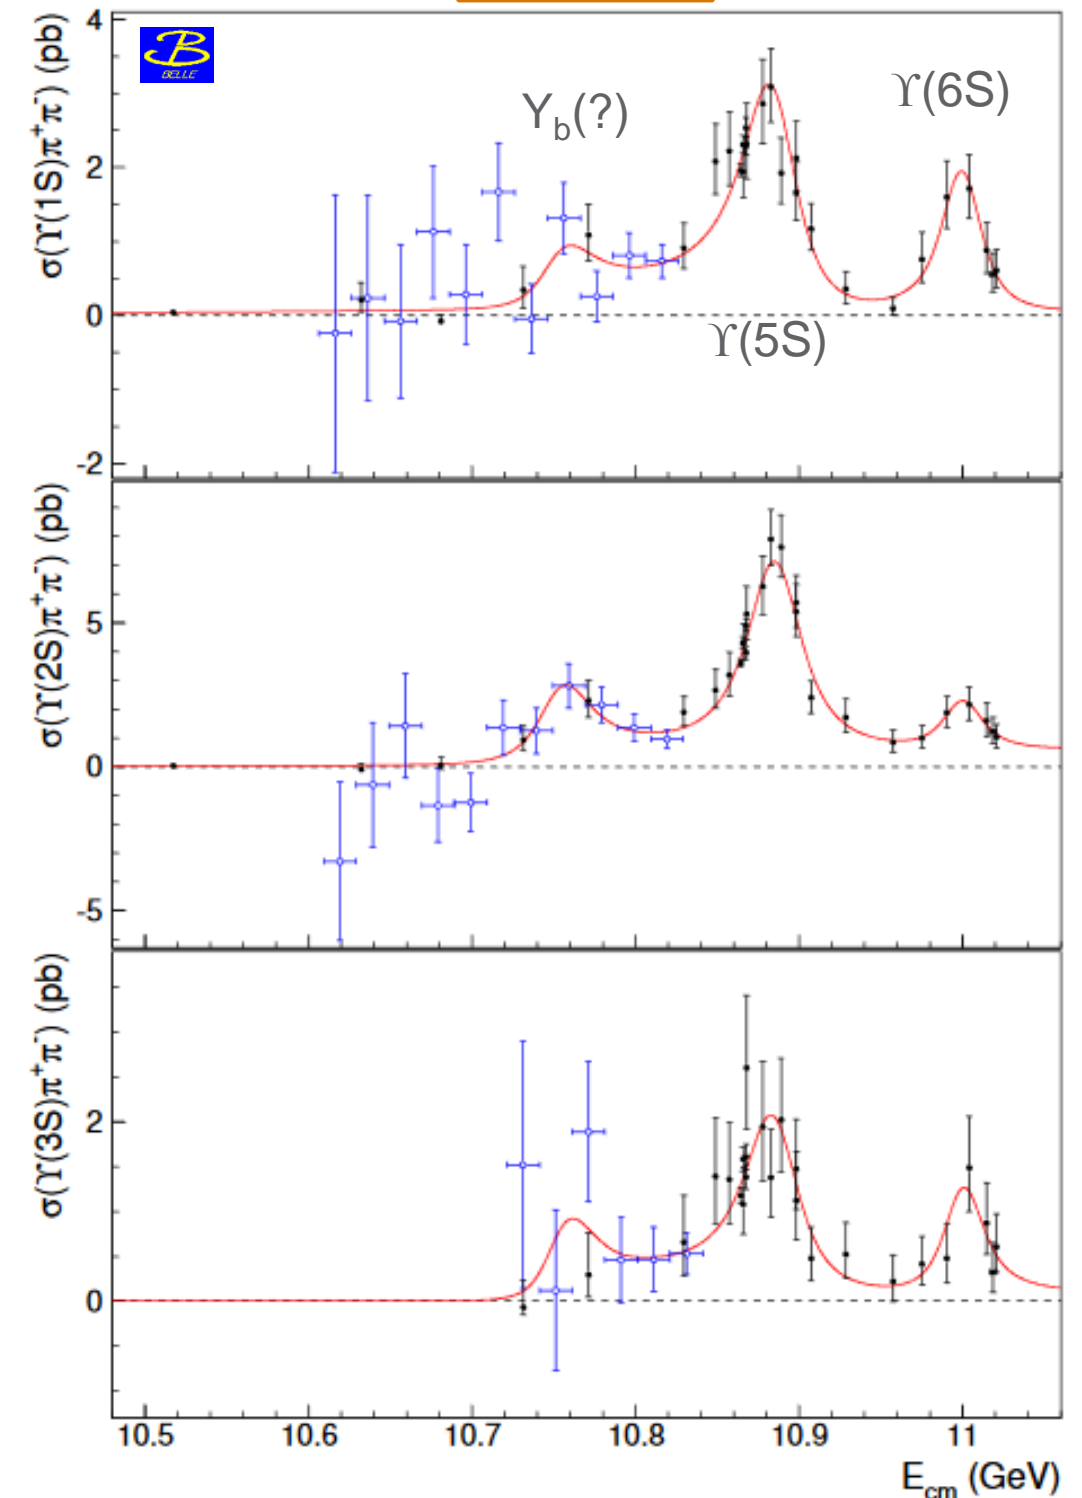 σ(ϒ(1S)π⁺π⁻) (pb)
4
2
0
-2
B
BELLE
Y_b(?)
ϒ(6S)
ϒ(5S)
σ(ϒ(2S)π⁺π⁻) (pb)
5
0
-5
σ(ϒ(3S)π⁺π⁻) (pb)
2
0
10.5 10.6 10.7 10.8 10.9 11
E_cm (GeV)